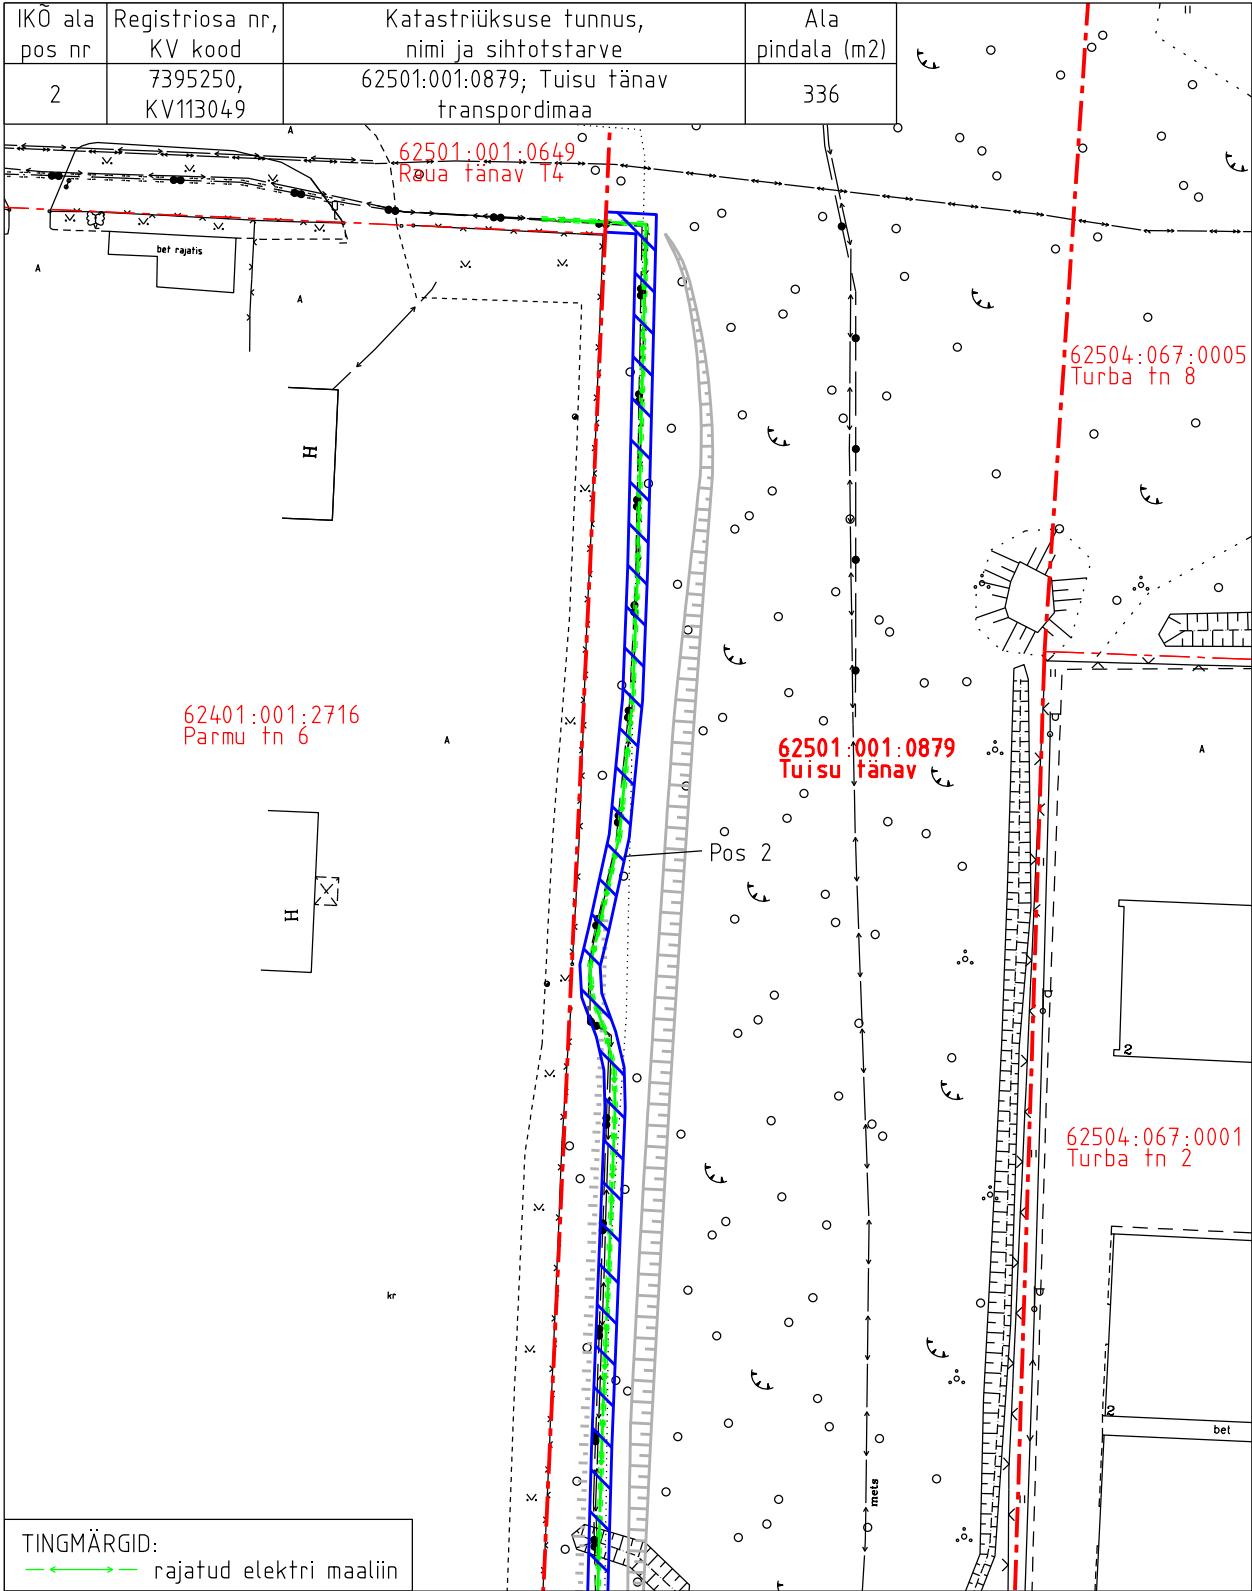 IKÕ ala
pos nr
Registriosa nr,
KV kood
Katastriüksuse tunnus,
nimi ja sihtotstarve
Ala
pindala (m2)
2
7395250,
KV113049
62501:001:0879; Tuisu tänav
transpordimaa
336
A
62501:001:0649
Raua tänav T4
bet rajatis
A
A
62504:067:0005
Turba tn 8
H
62401:001:2716
Parmu tn 6
A
62501:001:0879
Tuisu tänav
A
Pos 2
H
2
62504:067:0001
Turba tn 2
kr
2
bet
mets
TINGMÄRGID:
rajatud elektri maaliin